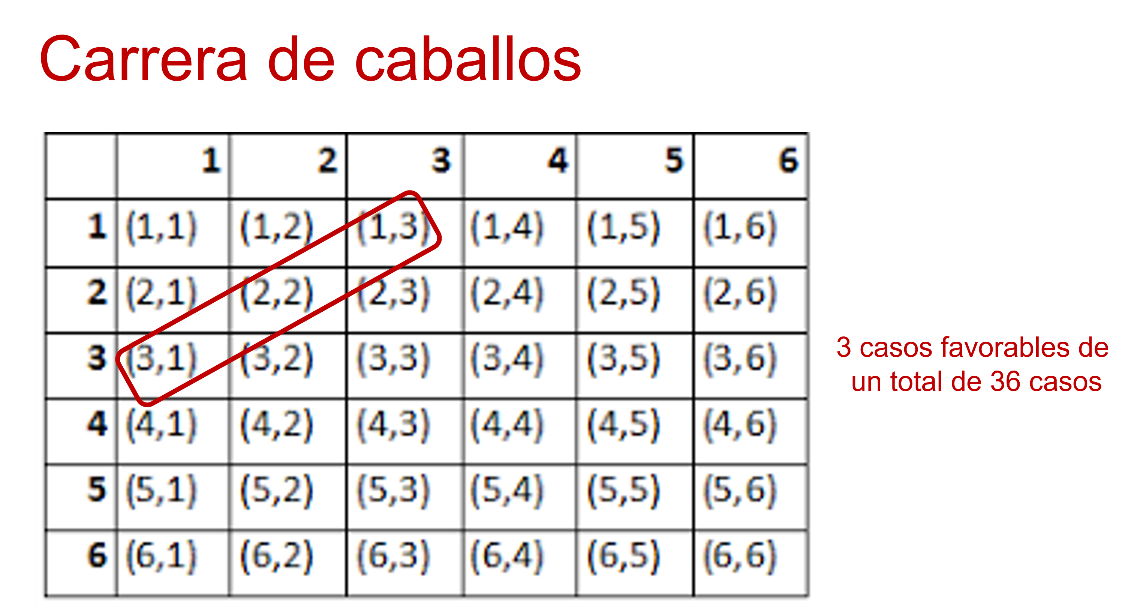 Carrera de caballos
1 2 3 4 5 6
1 (1,1) (1,2) (1,3) (1,4) (1,5) (1,6)
2 (2,1) (2,2) (2,3) (2,4) (2,5) (2,6)
3 (3,1) (3,2) (3,3) (3,4) (3,5) (3,6)
4 (4,1) (4,2) (4,3) (4,4) (4,5) (4,6)
5 (5,1) (5,2) (5,3) (5,4) (5,5) (5,6)
6 (6,1) (6,2) (6,3) (6,4) (6,5) (6,6)
3 casos favorables de
un total de 36 casos